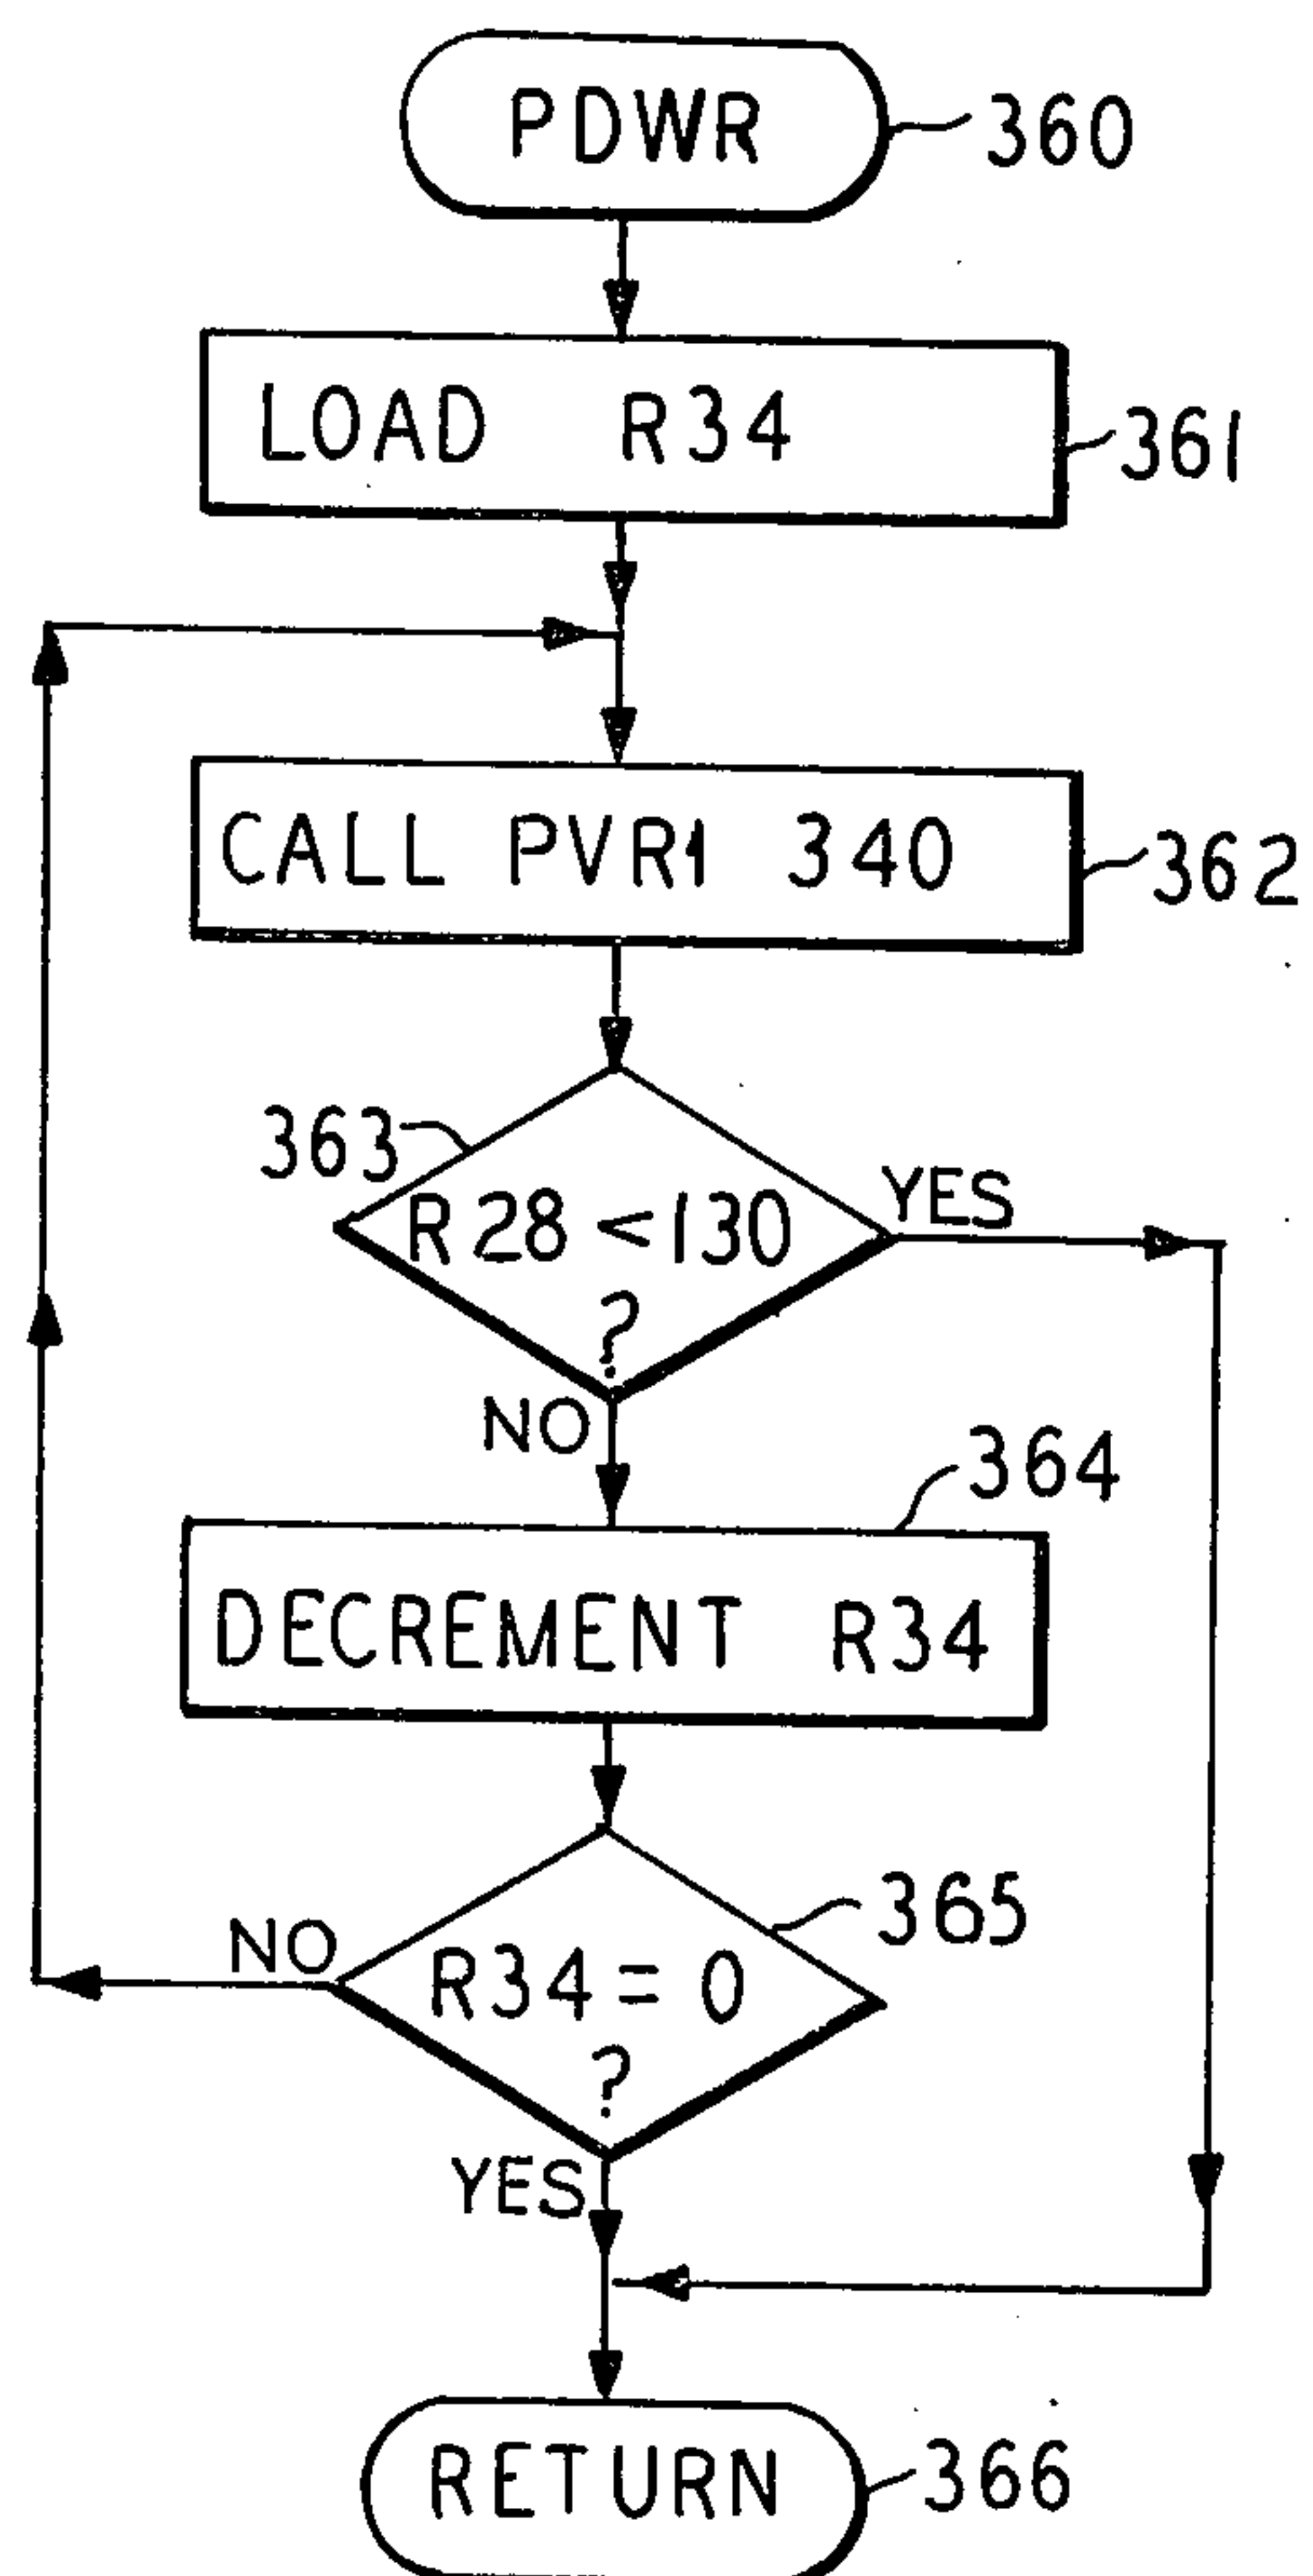 PDWR
360
LOAD R34
361
CALL PVR1 340
362
363
R28 < 130
?
YES
NO
364
DECREMENT R34
365
NO
R34 = 0
?
YES
RETURN
366